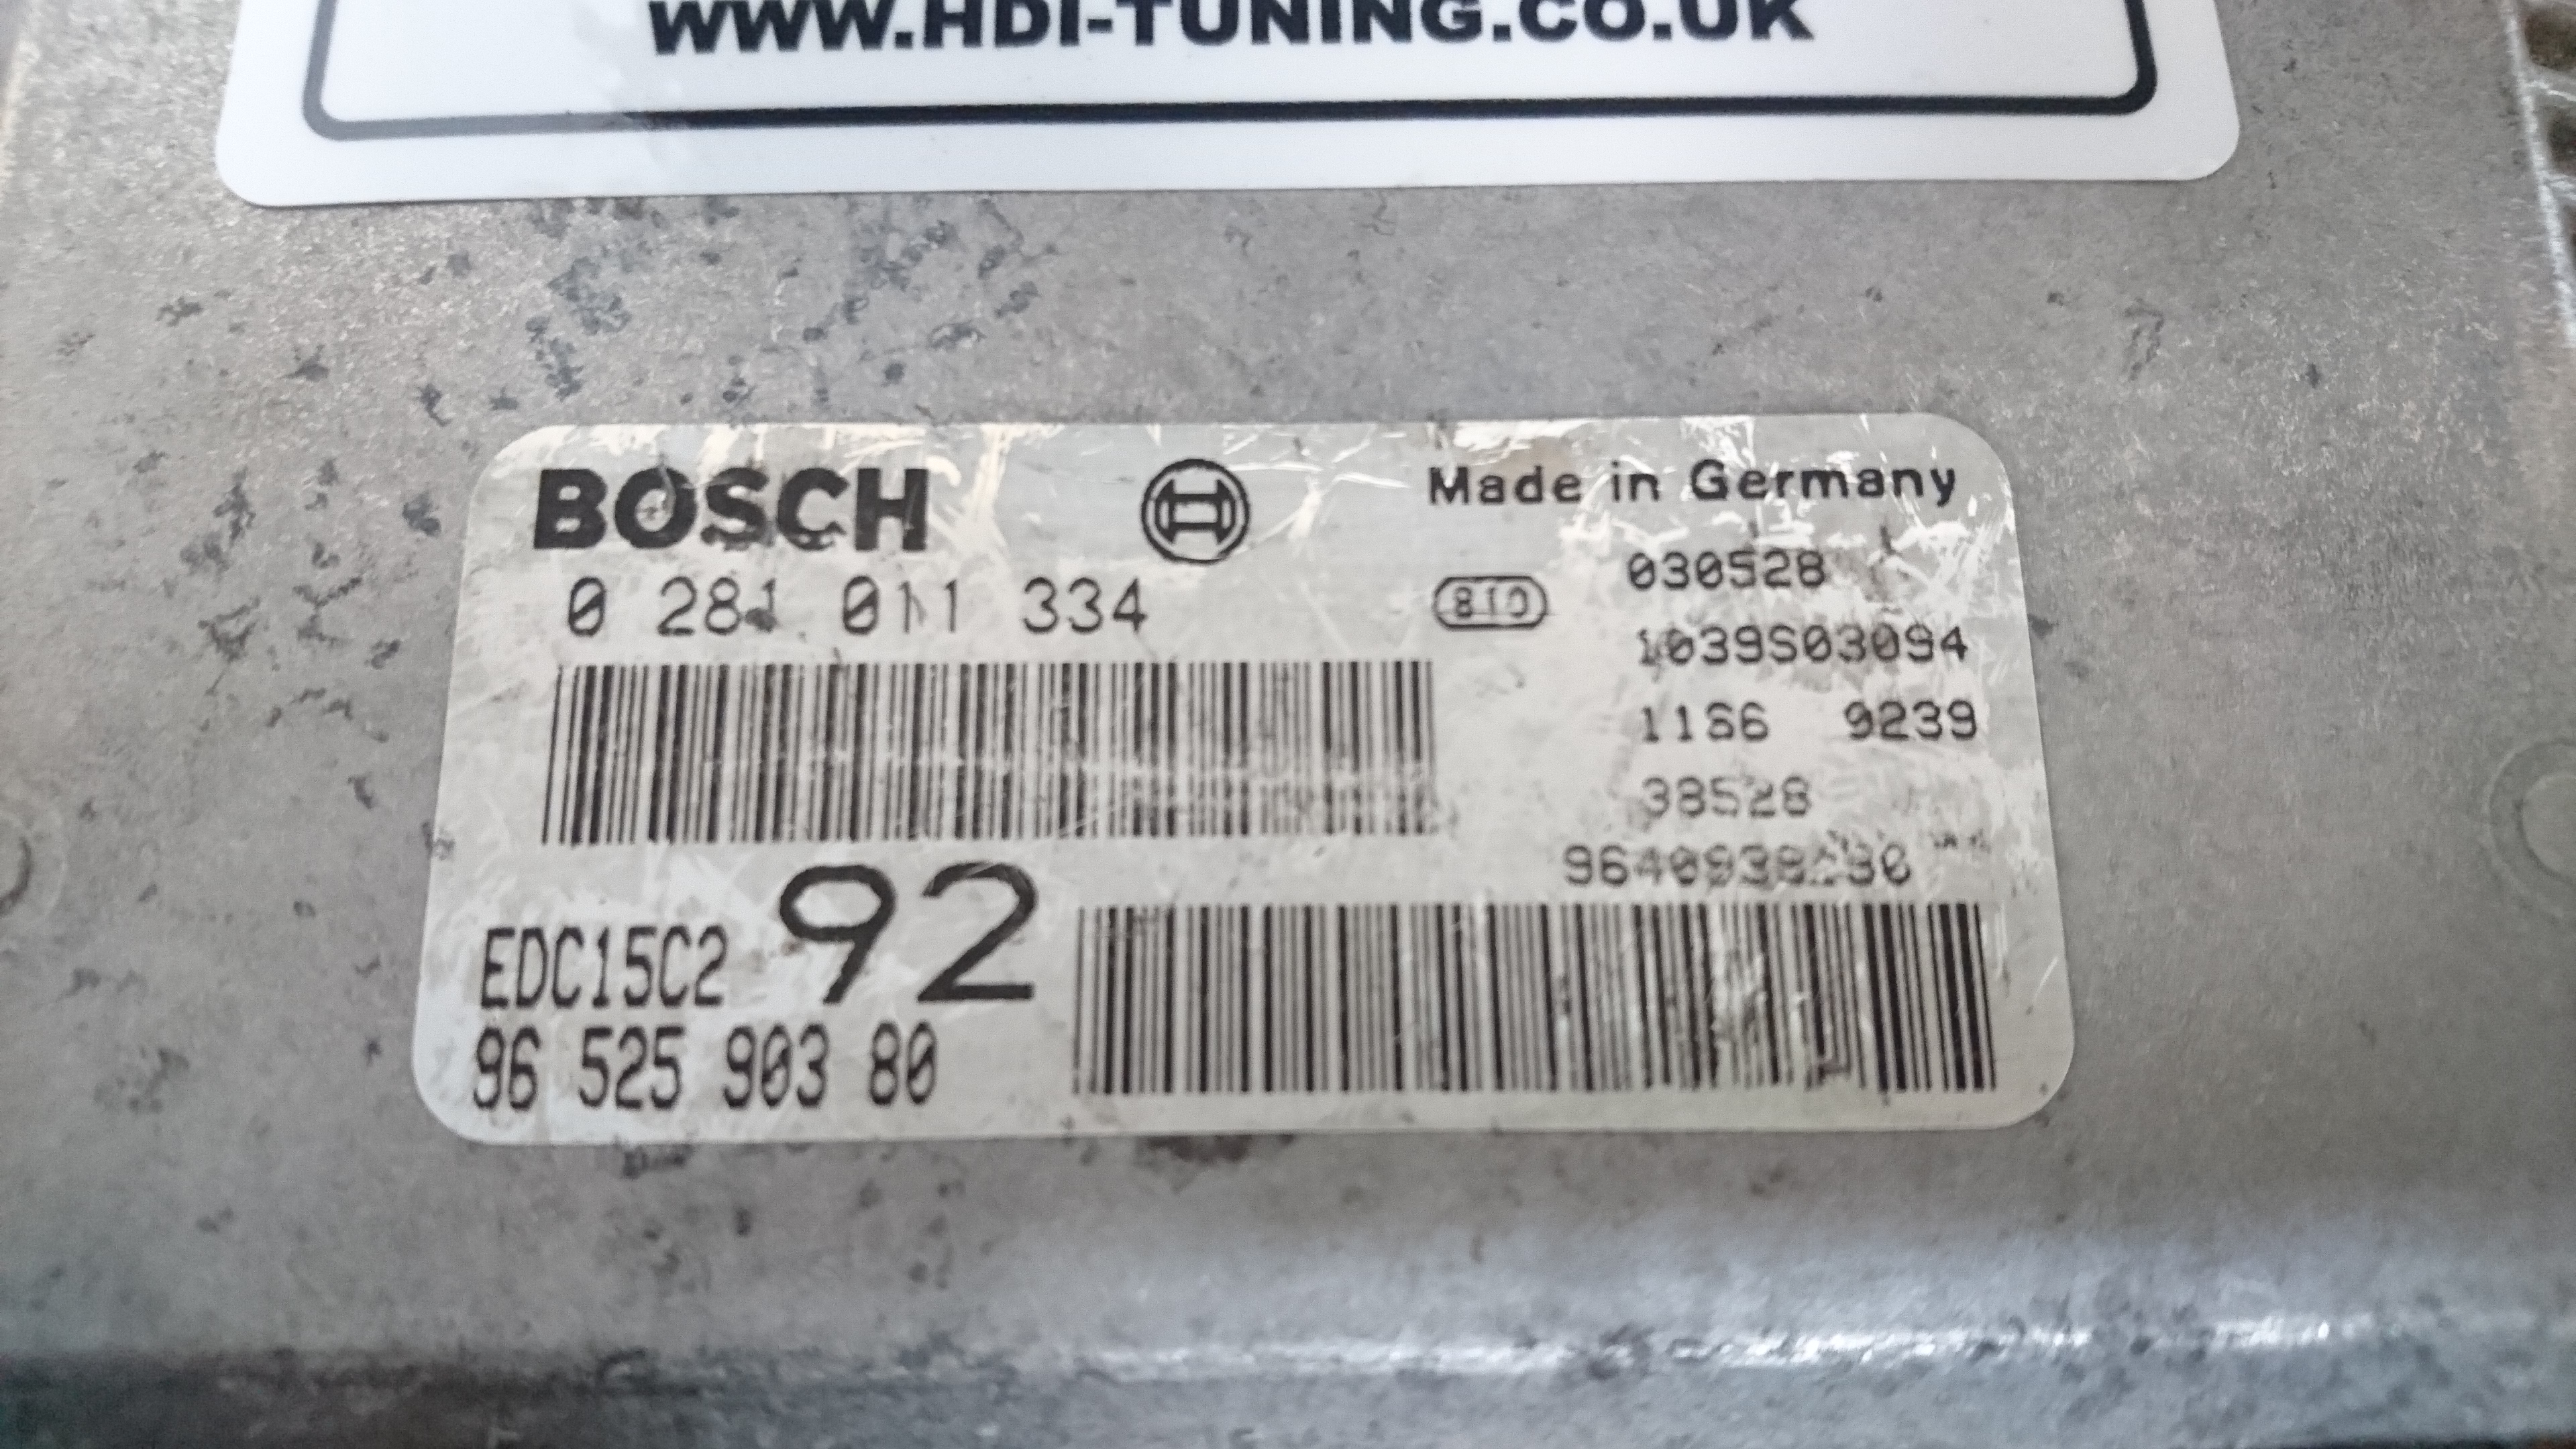 WWW.HDI-TUNING.CO.UK
BOSCH
Made in Germany
0 281 011 334
030528
1039S03094
11S6 9239
38528
EDC15C2 92
96 525 903 80